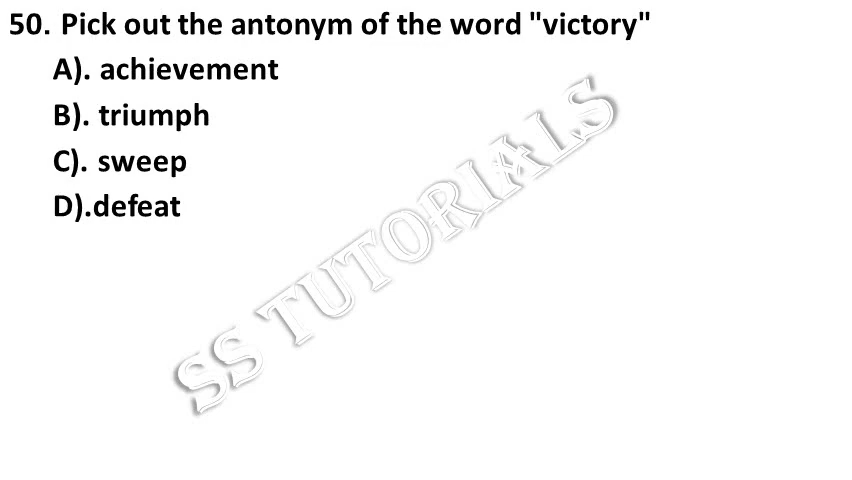 50. Pick out the antonym of the word "victory"
A). achievement
B). triumph
C). sweep
D).defeat
SS TUTORIALS